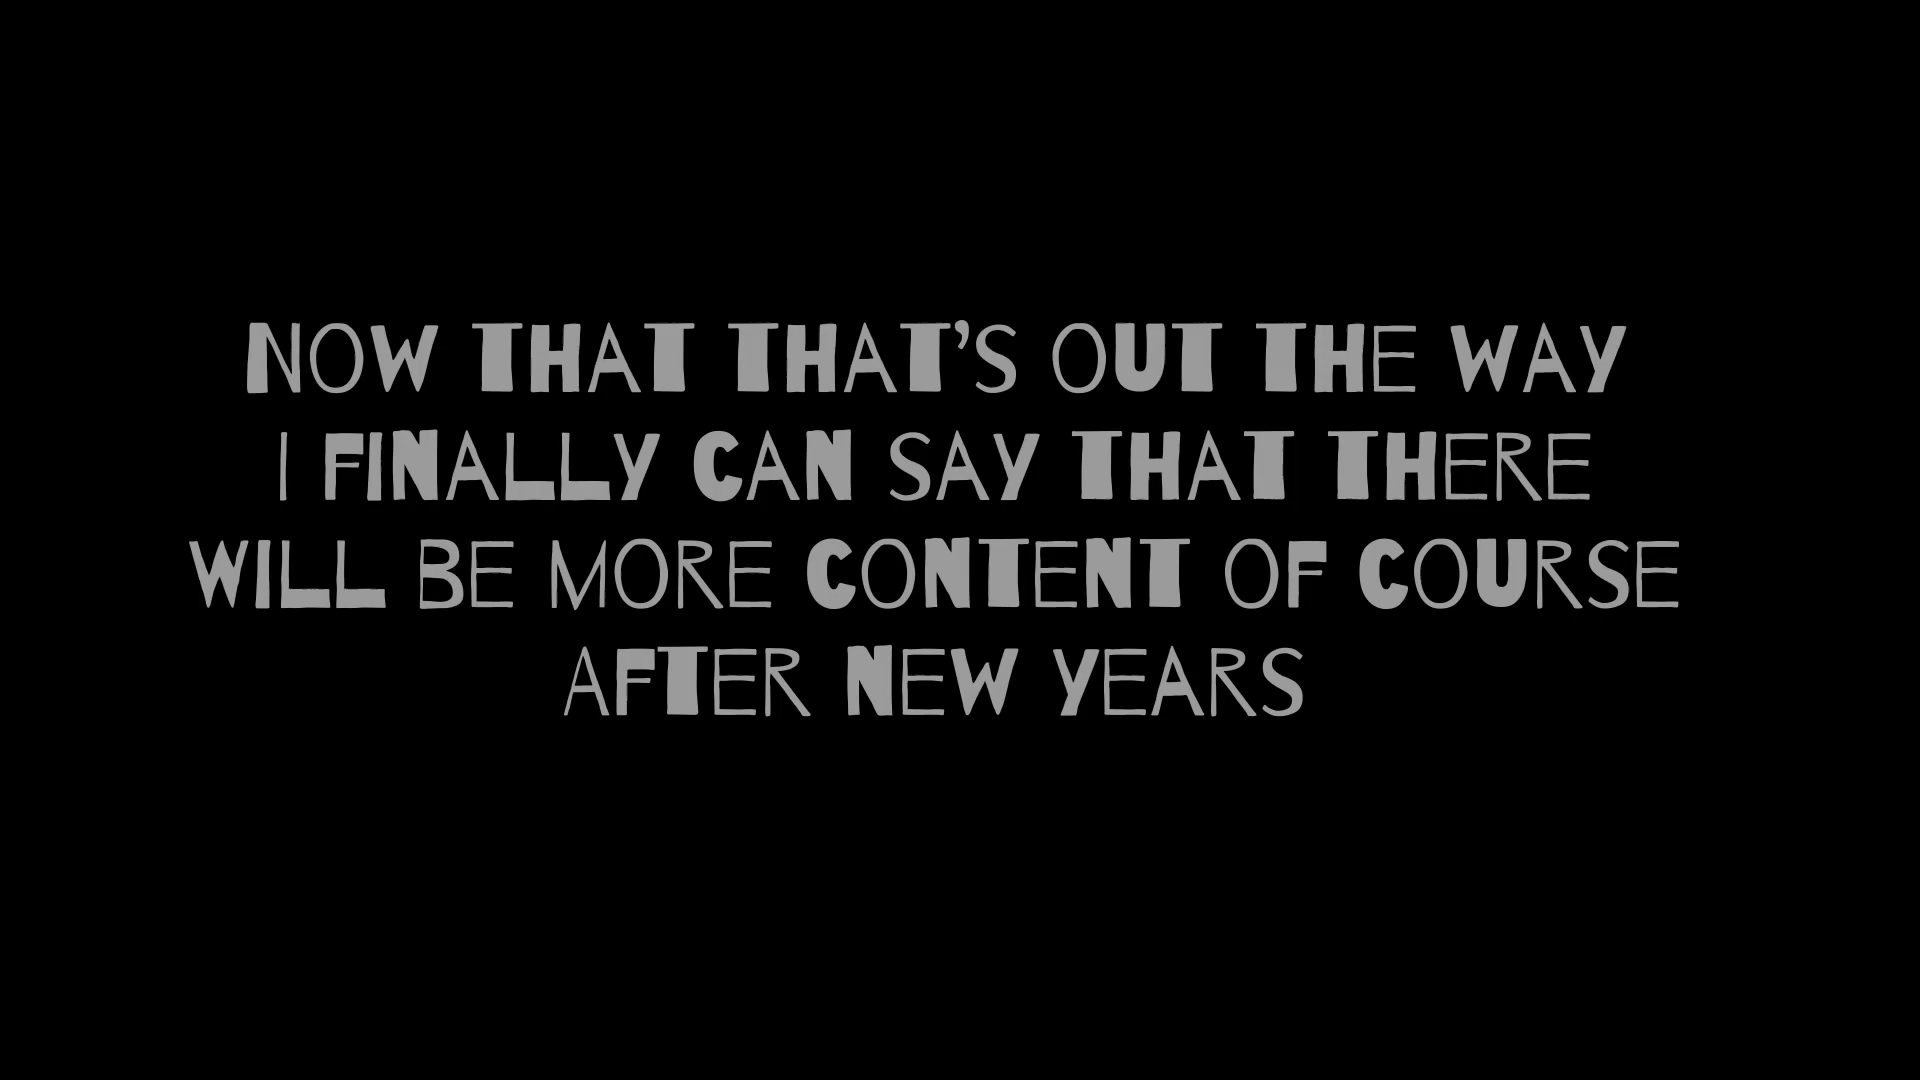 NOW THAT THAT’S OUT THE WAY
I FINALLY CAN SAY THAT THERE
WILL BE MORE CONTENT OF COURSE
AFTER NEW YEARS